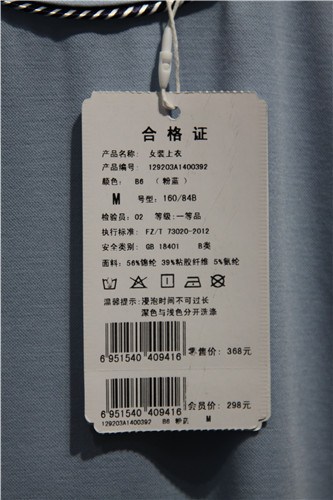 合格证
产品名称: 女装上衣
产品编号: 129203A1400392
颜色: B6 （粉蓝）
M 号型: 160/84B
检验员: 02 等级: 一等品
执行标准: FZ/T 73020-2012
安全类别: GB 18401 B类
面料: 56%锦纶 39%粘胶纤维 5%氨纶
温馨提示: 浸泡时间不可过长
深色与浅色分开洗涤
6 951540 409416 零售价: 368元
6 951540 409416 会员价: 298元
129203A1400392 B6 粉蓝 M